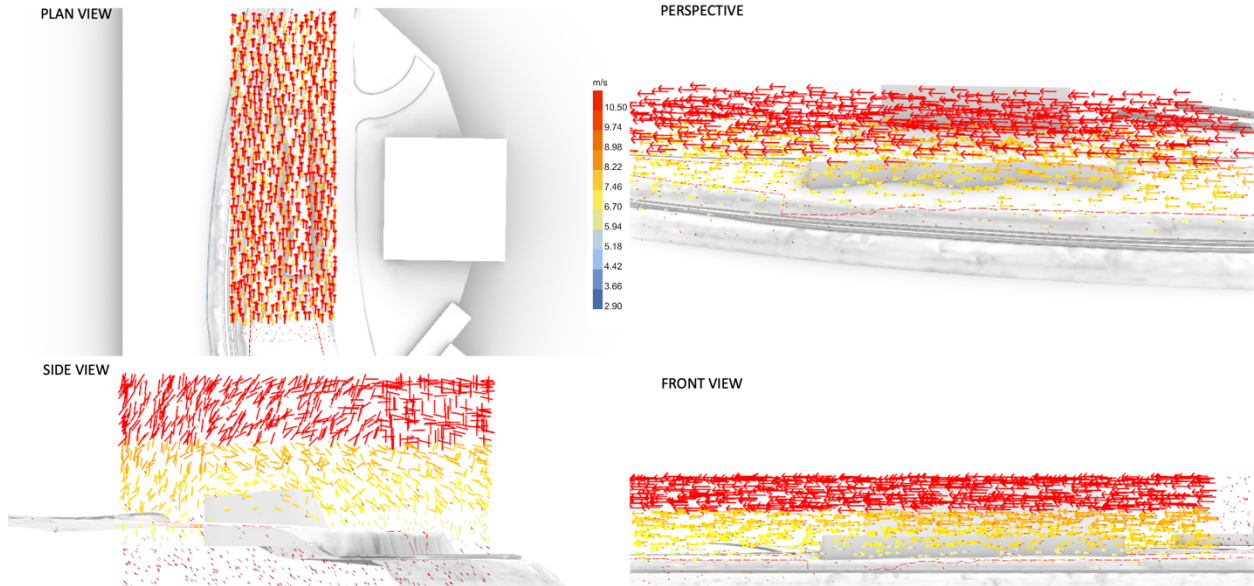 PLAN VIEW
PERSPECTIVE
m/s
10.50
9.74
8.98
8.22
7.46
6.70
5.94
5.18
4.42
3.66
2.90
SIDE VIEW
FRONT VIEW